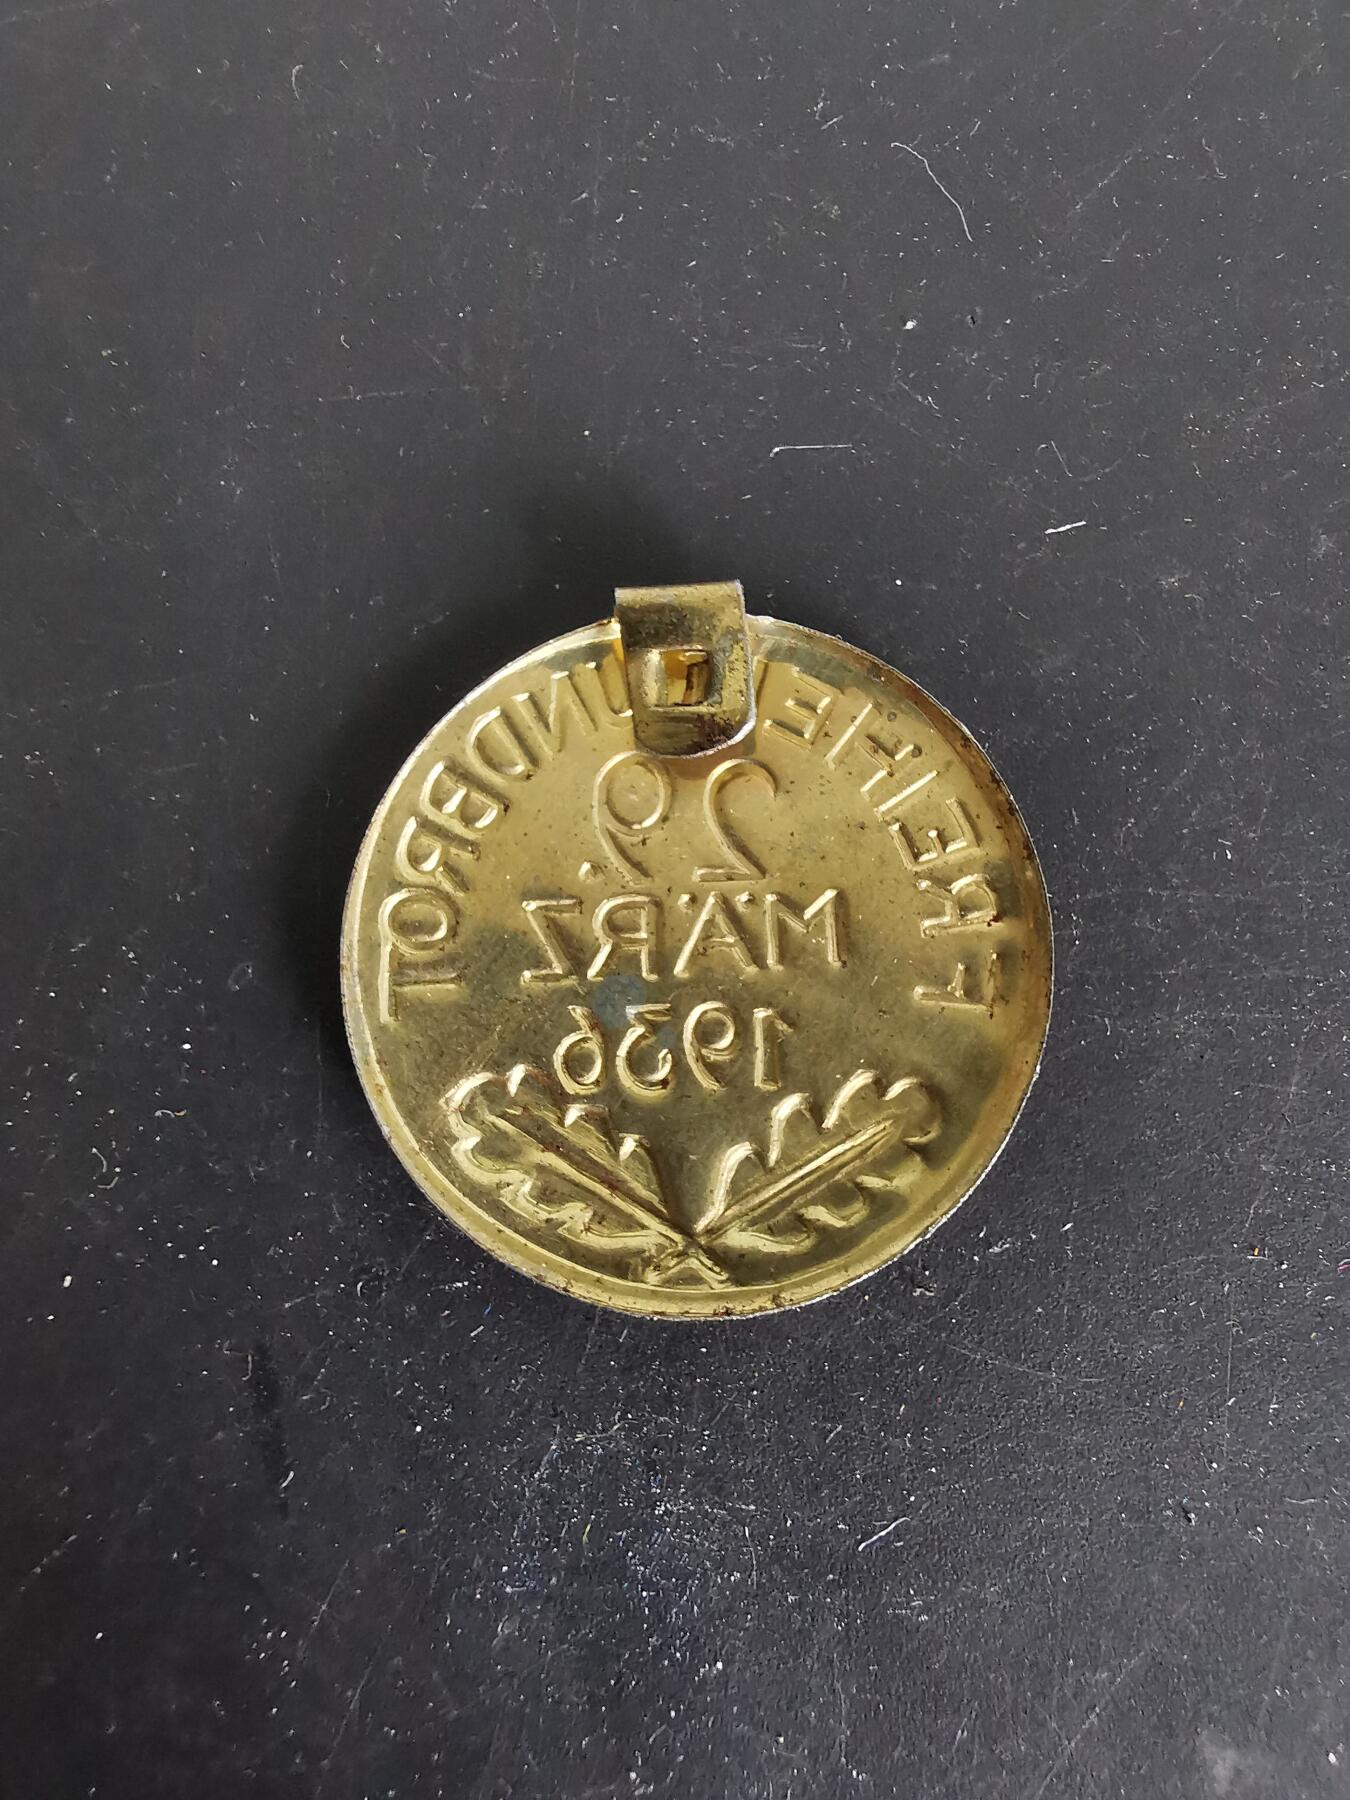 FREIHEIT UND BROT
29.
MÄRZ
1936